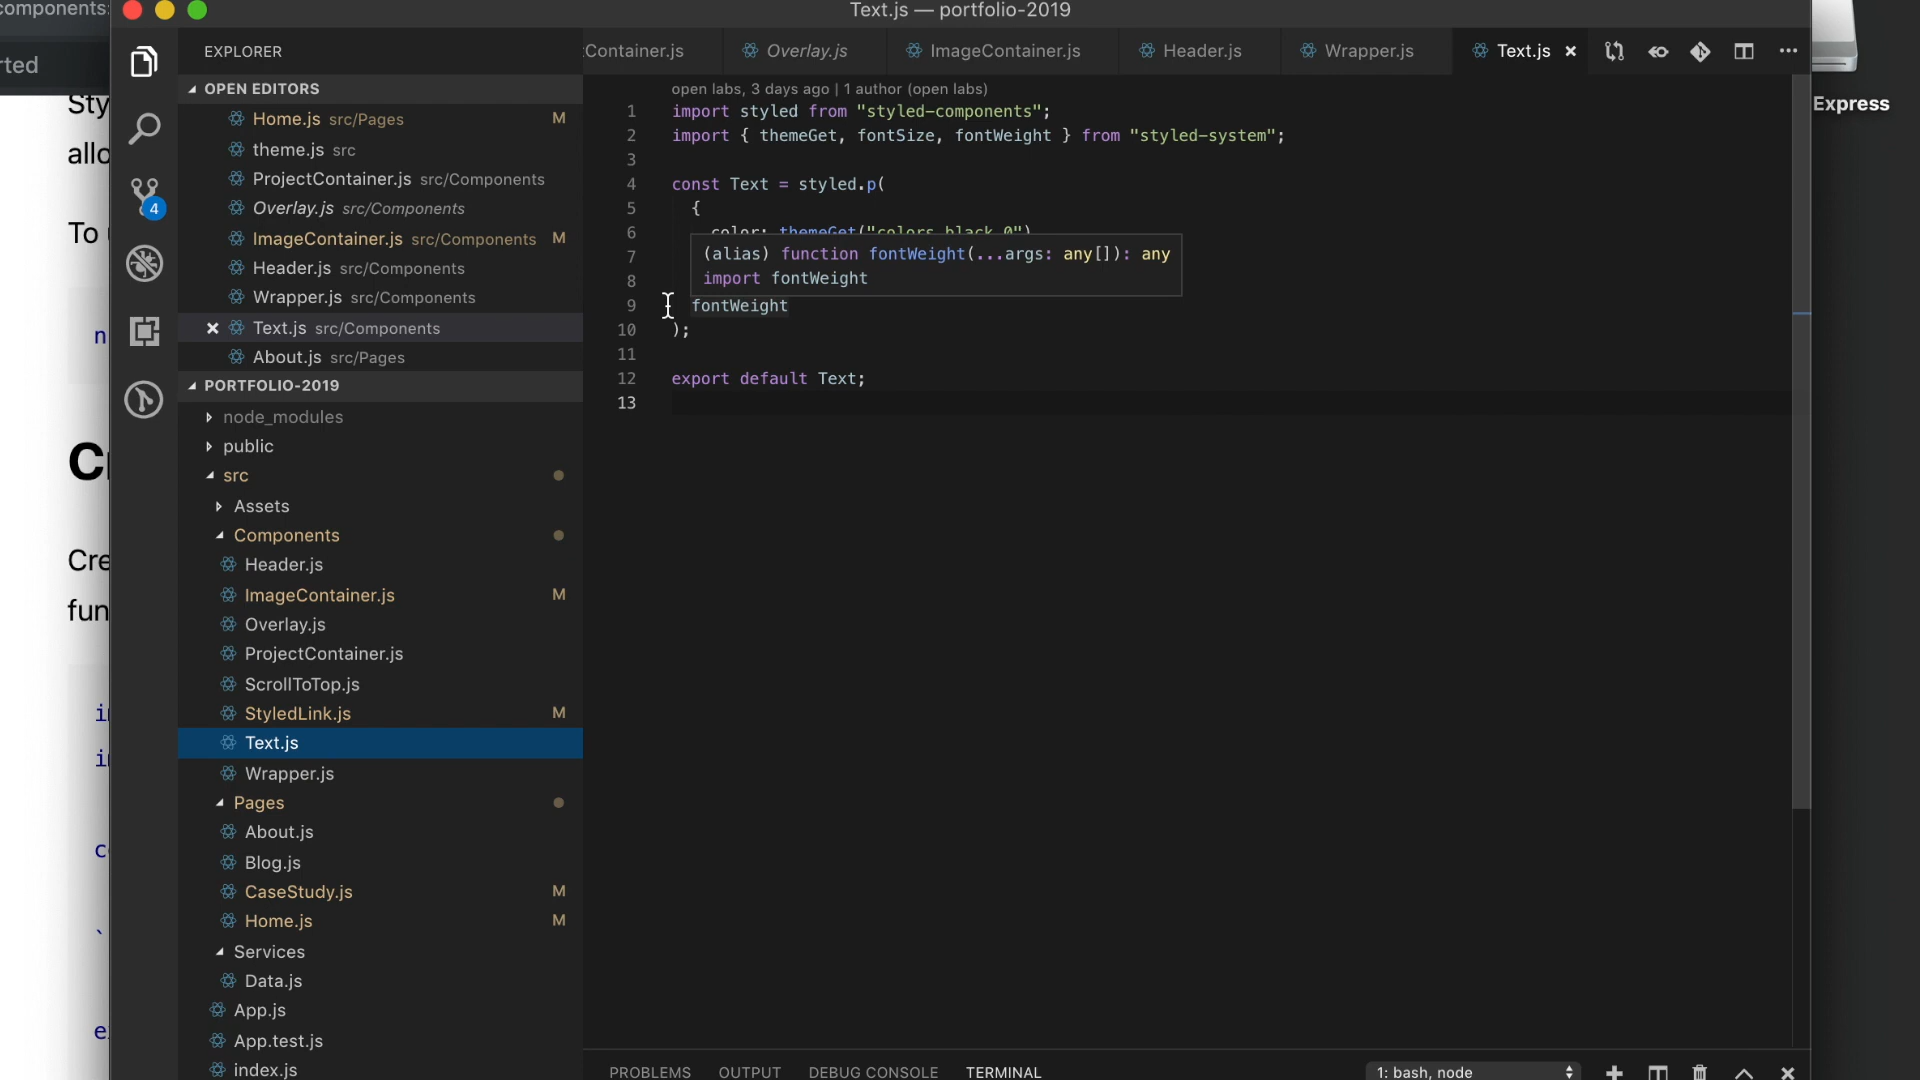 components:
rted
Sty
allo
To
n
Cr
Cre
fun
Text.js — portfolio-2019
EXPLORER
OPEN EDITORS
Home.js src/Pages M
theme.js src
ProjectContainer.js src/Components
Overlay.js src/Components
ImageContainer.js src/Components M
Header.js src/Components
Wrapper.js src/Components
Text.js src/Components
About.js src/Pages
PORTFOLIO-2019
node_modules
public
src
Assets
Components
Header.js
ImageContainer.js M
Overlay.js
ProjectContainer.js
ScrollToTop.js
StyledLink.js M
Text.js
Wrapper.js
Pages
About.js
Blog.js
CaseStudy.js M
Home.js M
Services
Data.js
App.js
App.test.js
index.js
4
Container.js Overlay.js ImageContainer.js Header.js Wrapper.js Text.js
open labs, 3 days ago | 1 author (open labs)
1 import styled from "styled-components";
2 import { themeGet, fontSize, fontWeight } from "styled-system";
3
4 const Text = styled.p(
5 {
6 color: themeGet("colors.black.0")
7 (alias) function fontWeight(...args: any[]): any
8 import fontWeight
9 fontWeight
10 );
11
12 export default Text;
13
PROBLEMS OUTPUT DEBUG CONSOLE TERMINAL 1: bash, node
Express